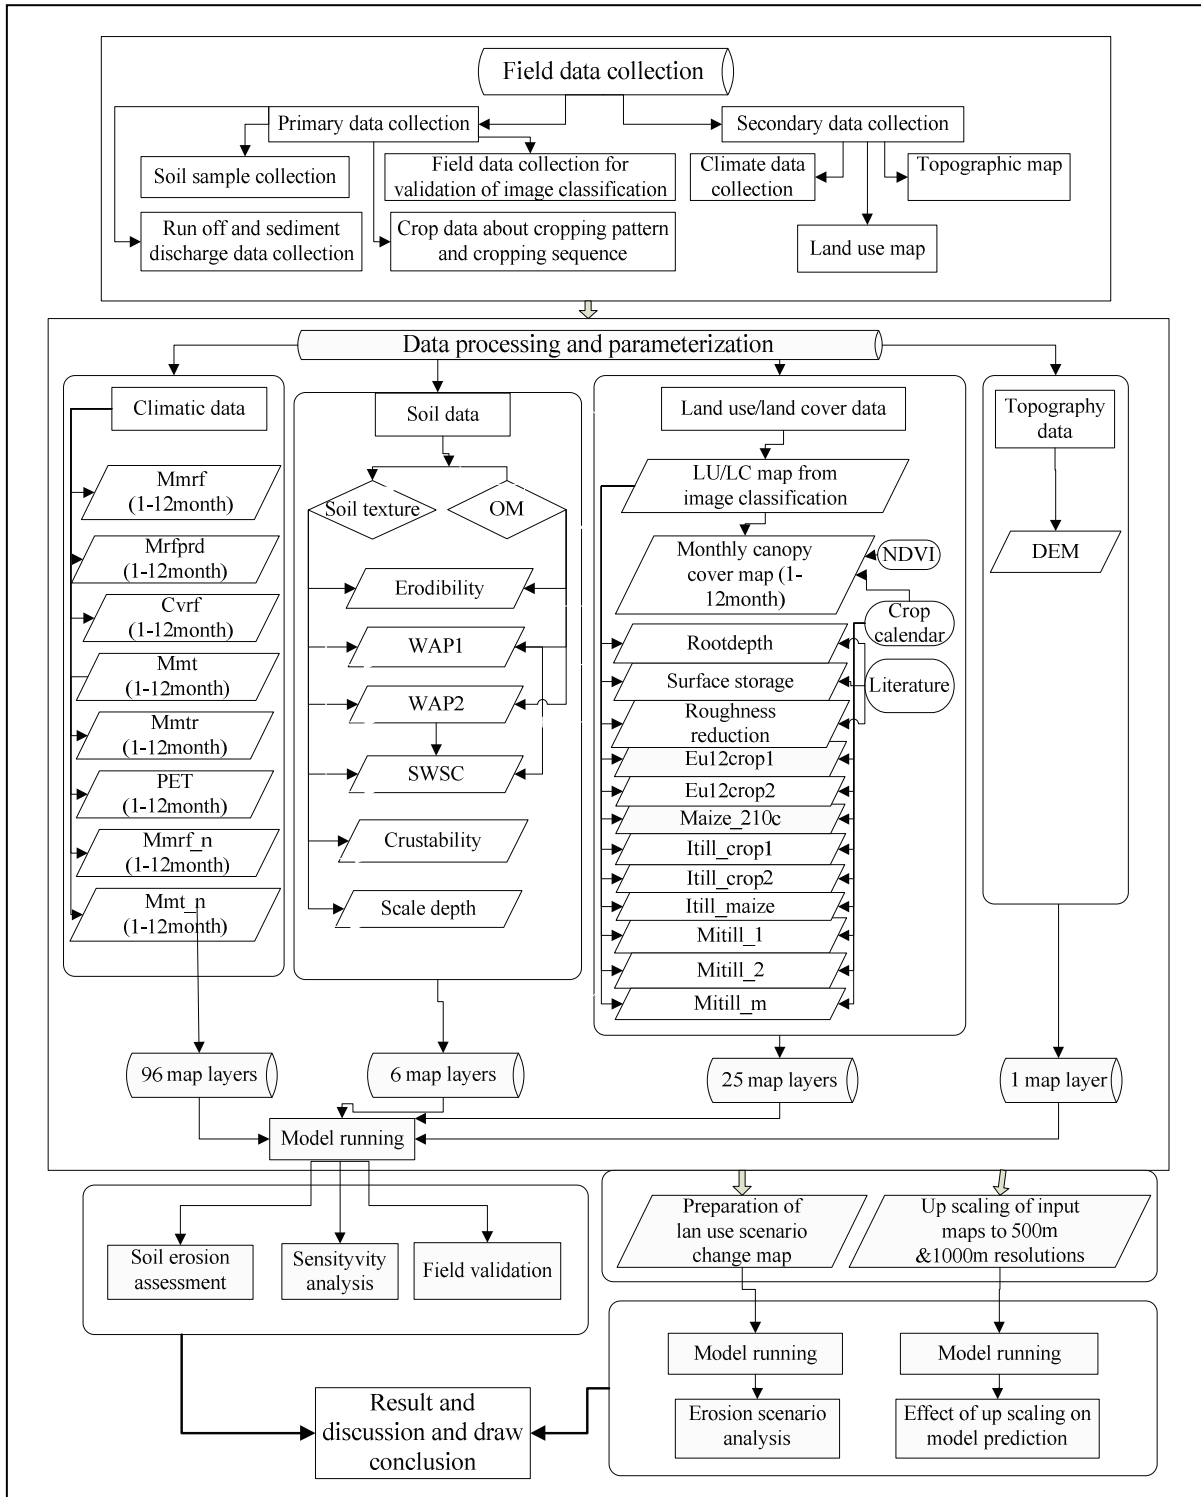 Field data collection
Primary data collection
Secondary data collection
Soil sample collection
Field data collection for
validation of image classification
Climate data
collection
Topographic map
Run off and sediment
discharge data collection
Crop data about cropping pattern
and cropping sequence
Land use map
Data processing and parameterization
Climatic data
Mmrf
(1-12month)
Mrfprd
(1-12month)
Cvrf
(1-12month)
Mmt
(1-12month)
Mmtr
(1-12month)
PET
(1-12month)
Mmrf_n
(1-12month)
Mmt_n
(1-12month)
Soil data
Soil texture
OM
Erodibility
WAP1
WAP2
SWSC
Crustability
Scale depth
Land use/land cover data
LU/LC map from
image classification
Monthly canopy
cover map (1-
12month)
NDVI
Crop
calendar
Literature
Rootdepth
Surface storage
Roughness
reduction
Eu12crop1
Eu12crop2
Maize_210c
Itill_crop1
Itill_crop2
Itill_maize
Mitill_1
Mitill_2
Mitill_m
Topography
data
DEM
96 map layers
6 map layers
25 map layers
1 map layer
Model running
Soil erosion
assessment
Sensityvity
analysis
Field validation
Preparation of
lan use scenario
change map
Up scaling of input
maps to 500m
&1000m resolutions
Model running
Model running
Erosion scenario
analysis
Effect of up scaling on
model prediction
Result and
discussion and draw
conclusion